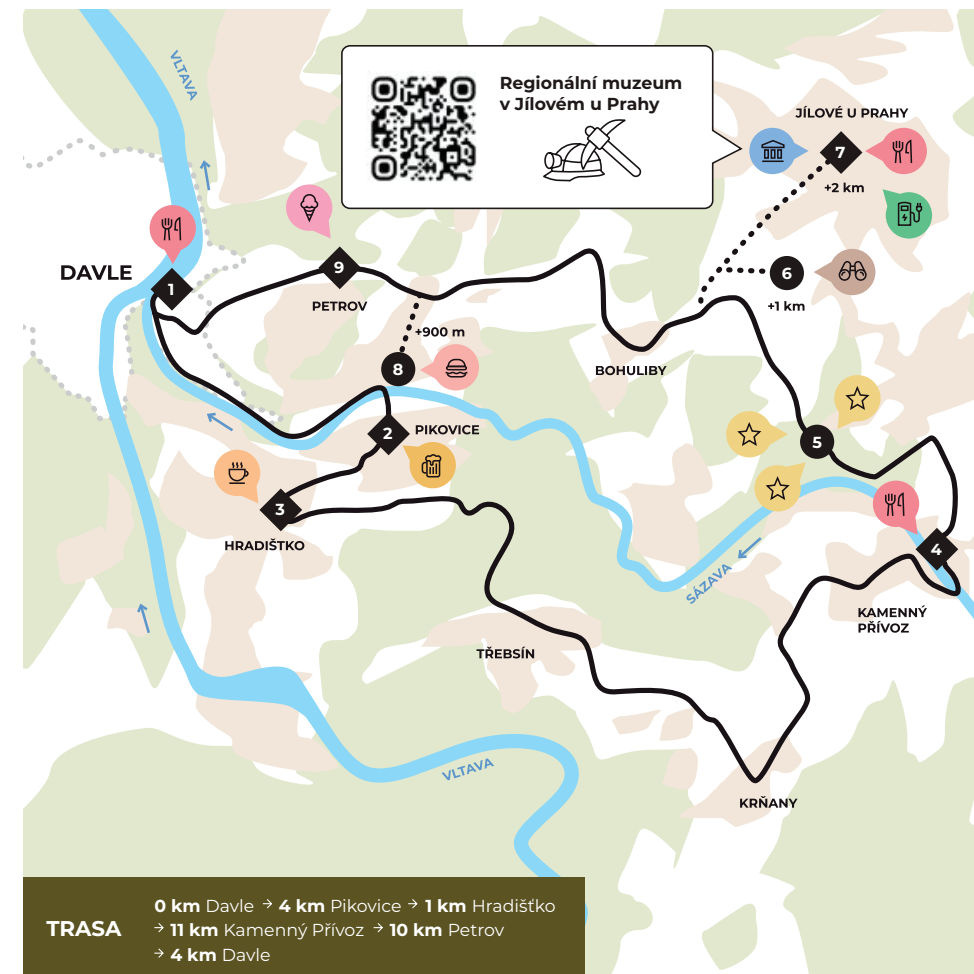 VLTAVA
Regionální muzeum
v Jílovém u Prahy
JÍLOVÉ U PRAHY
7
+2 km
6
+1 km
DAVLE
1
9
PETROV
+900 m
8
BOHULIBY
2
PIKOVICE
5
3
HRADIŠTKO
4
SÁZAVA
KAMENNÝ
PŘÍVOZ
TŘEBSÍN
VLTAVA
KRŇANY
TRASA
0 km Davle → 4 km Pikovice → 1 km Hradišťko
→ 11 km Kamenný Přívoz → 10 km Petrov
→ 4 km Davle